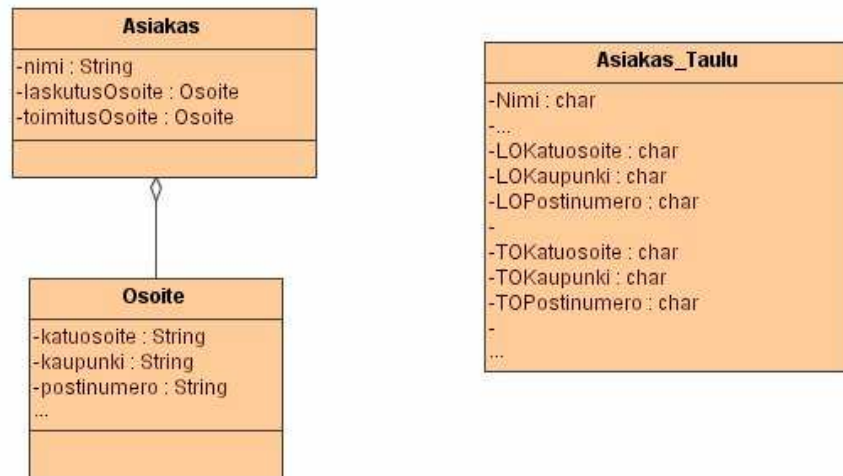 Asiakas
-nimi : String
-laskutusOsoite : Osoite
-toimitusOsoite : Osoite
Osoite
-katuosoite : String
-kaupunki : String
-postinumero : String
...
Asiakas_Taulu
-Nimi : char
-...
-LOKatuosoite : char
-LOKaupunki : char
-LOPostinumero : char
-
-TOKatuosoite : char
-TOKaupunki : char
-TOPostinumero : char
-
...